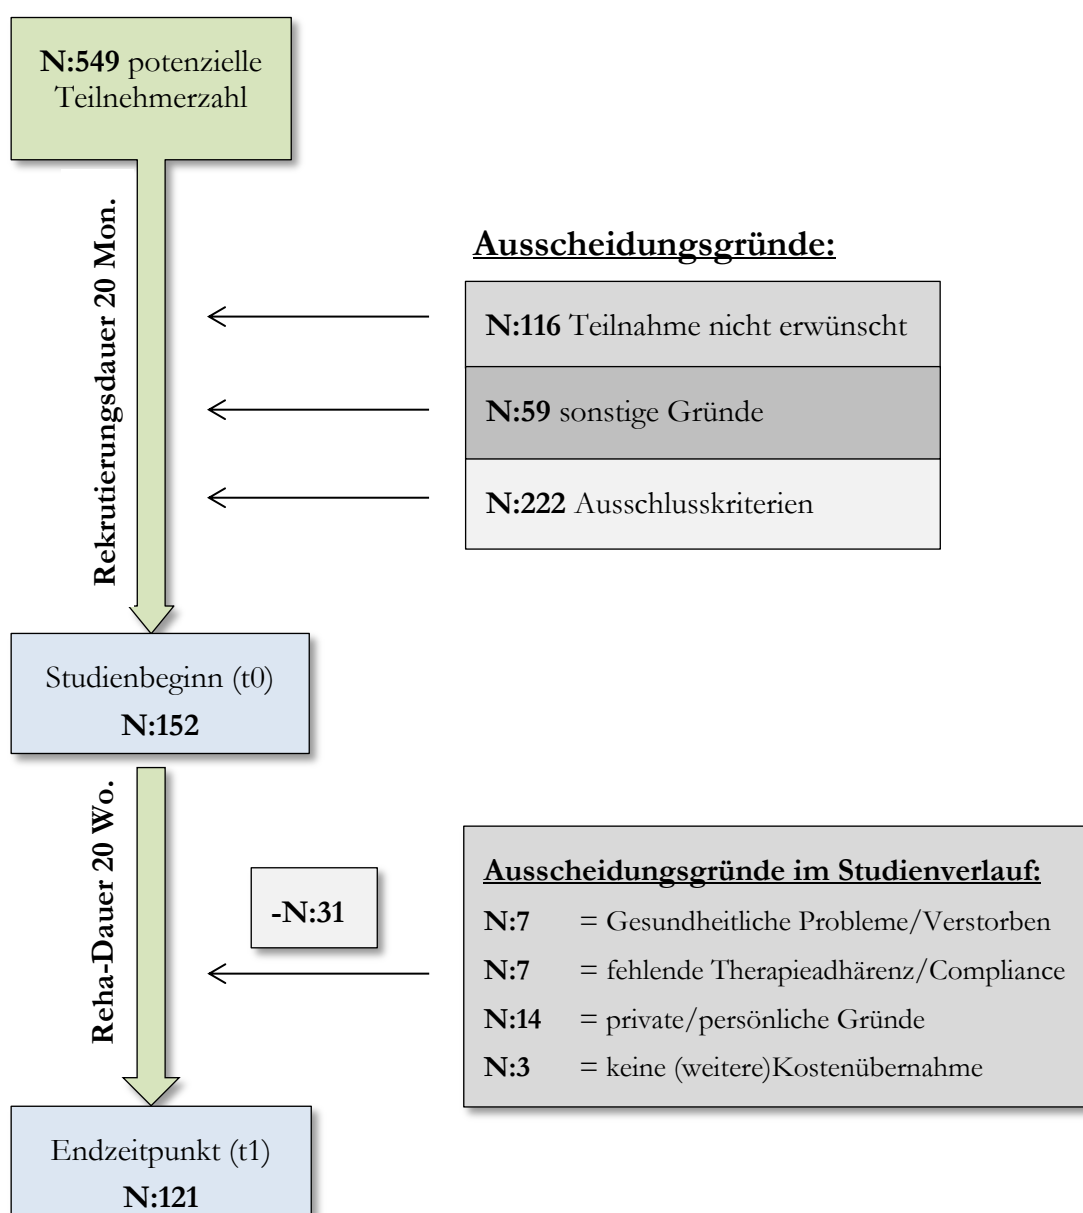 N:549 potenzielle
Teilnehmerzahl
Rekrutierungsdauer 20 Mon.
Ausscheidungsgründe:
N:116 Teilnahme nicht erwünscht
N:59 sonstige Gründe
N:222 Ausschlusskriterien
Studienbeginn (t0)
N:152
Reha-Dauer 20 Wo.
-N:31
Ausscheidungsgründe im Studienverlauf:
N:7 = Gesundheitliche Probleme/Verstorben
N:7 = fehlende Therapieadhärenz/Compliance
N:14 = private/persönliche Gründe
N:3 = keine (weitere)Kostenübernahme
Endzeitpunkt (t1)
N:121